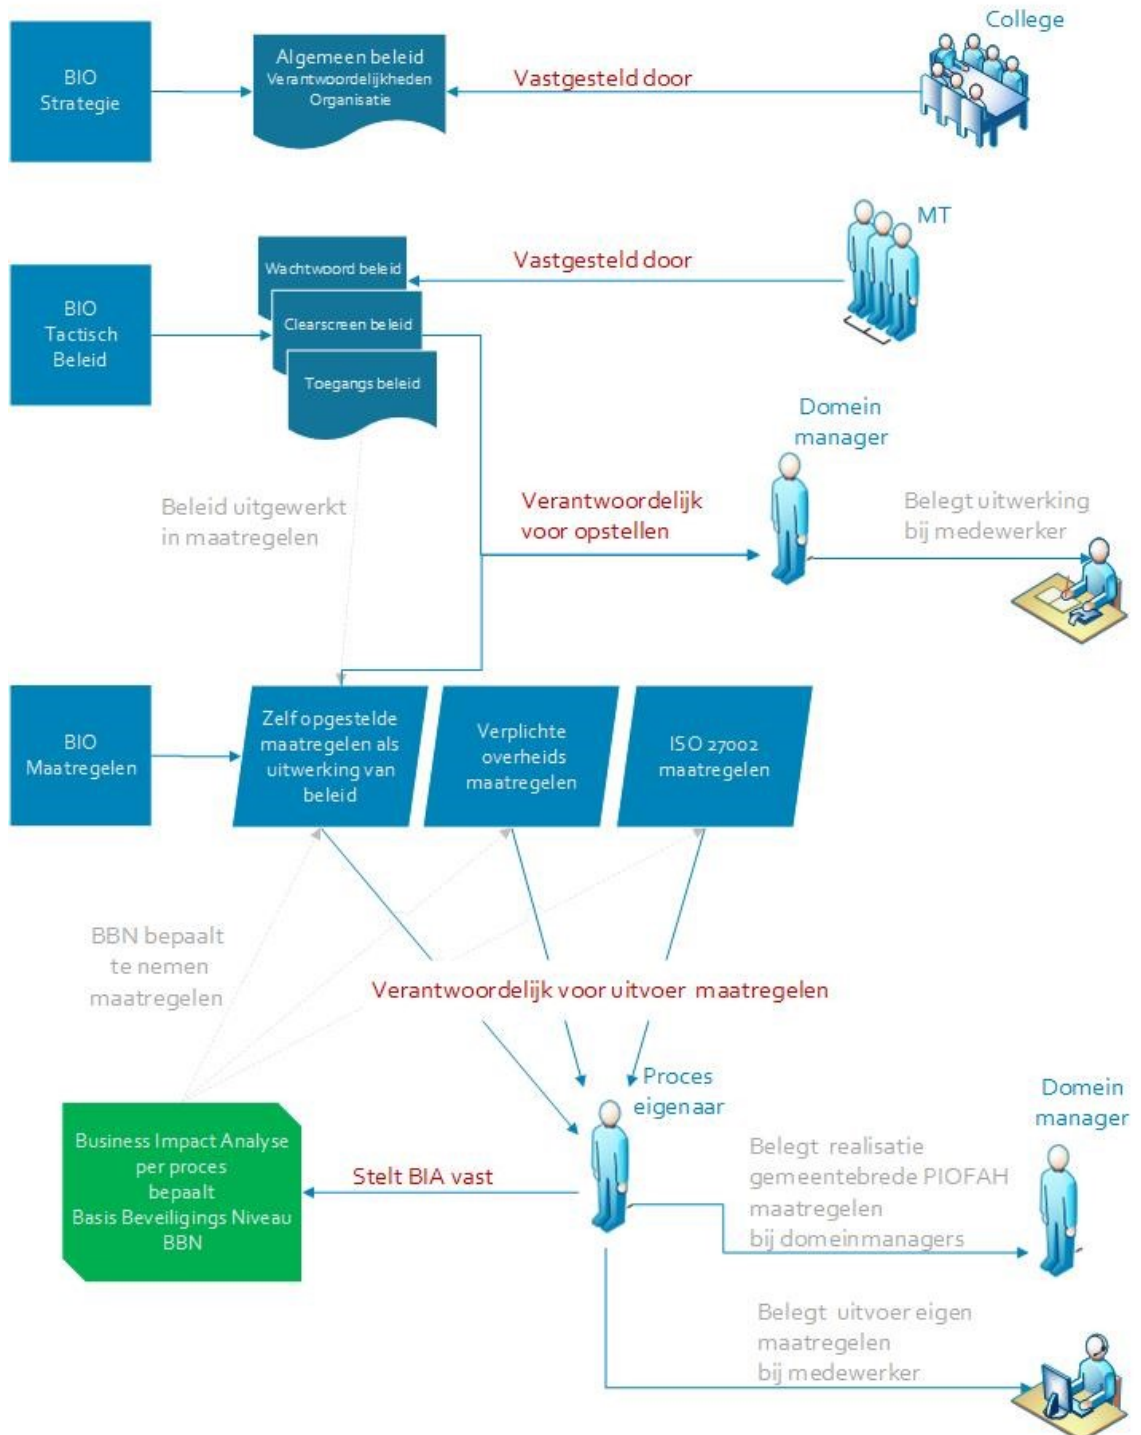 College
BIO
Strategie
Algemeen beleid
Verantwoordelijkheden
Organisatie
Vastgesteld door
MT
BIO
Tactisch
Beleid
Wachtwoord beleid
Clearscreen beleid
Toegangs beleid
Vastgesteld door
Domein
manager
Beleid uitgewerkt
in maatregelen
Verantwoordelijk
voor opstellen
Belegt uitwerking
bij medewerker
BIO
Maatregelen
Zelf opgestelde
maatregelen als
uitwerking van
beleid
Verplichte
overheids
maatregelen
ISO 27002
maatregelen
BBN bepaalt
te nemen
maatregelen
Verantwoordelijk voor uitvoer maatregelen
Proces
eigenaar
Domein
manager
Business Impact Analyse
per proces
bepaalt
Basis Beveiligings Niveau
BBN
Stelt BIA vast
Belegt realisatie
gemeentebrede PIOFAH
maatregelen
bij domeinmanagers
Belegt uitvoer eigen
maatregelen
bij medewerker